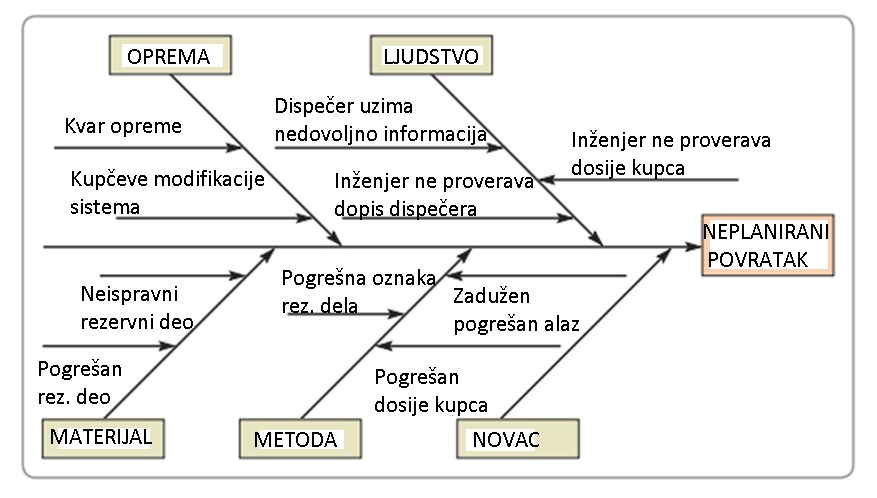 OPREMA
LJUDSTVO
Kvar opreme
Dispečer uzima
nedovoljno informacija
Inženjer ne proverava
dosije kupca
Kupčeve modifikacije
sistema
Inženjer ne proverava
dopis dispečera
NEPLANIRANI
POVRATAK
Neispravni
rezervni deo
Pogrešna oznaka
rez. dela
Zadužen
pogrešan alaz
Pogrešan
rez. deo
Pogrešan
dosije kupca
MATERIJAL
METODA
NOVAC